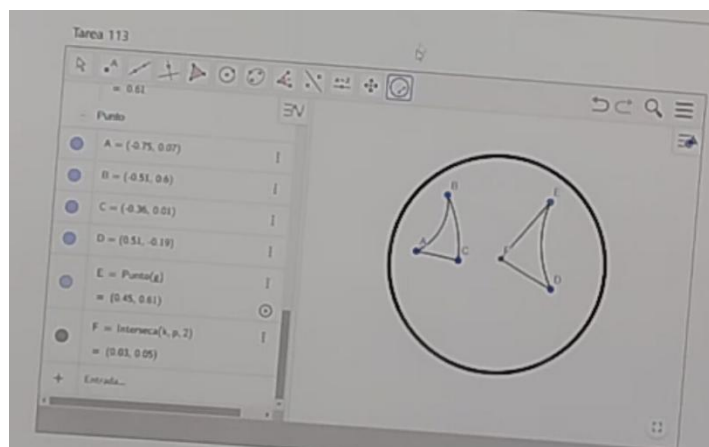 Tarea 113
= 0.61
Punto
A = (-0.75, 0.07)
B = (-0.51, 0.6)
C = (-0.36, 0.01)
D = (0.51, -0.19)
E = Punto(g)
= (0.45, 0.61)
F = Interseca(k, p, 2)
= (0.03, 0.05)
Entrada...
B
E
A
C
F
D